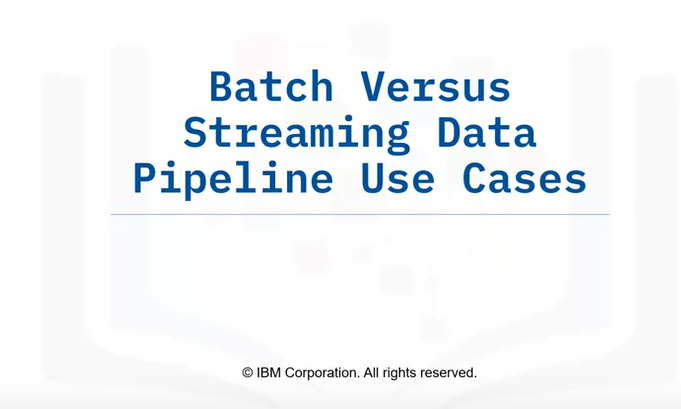 Batch Versus
Streaming Data
Pipeline Use Cases
© IBM Corporation. All rights reserved.